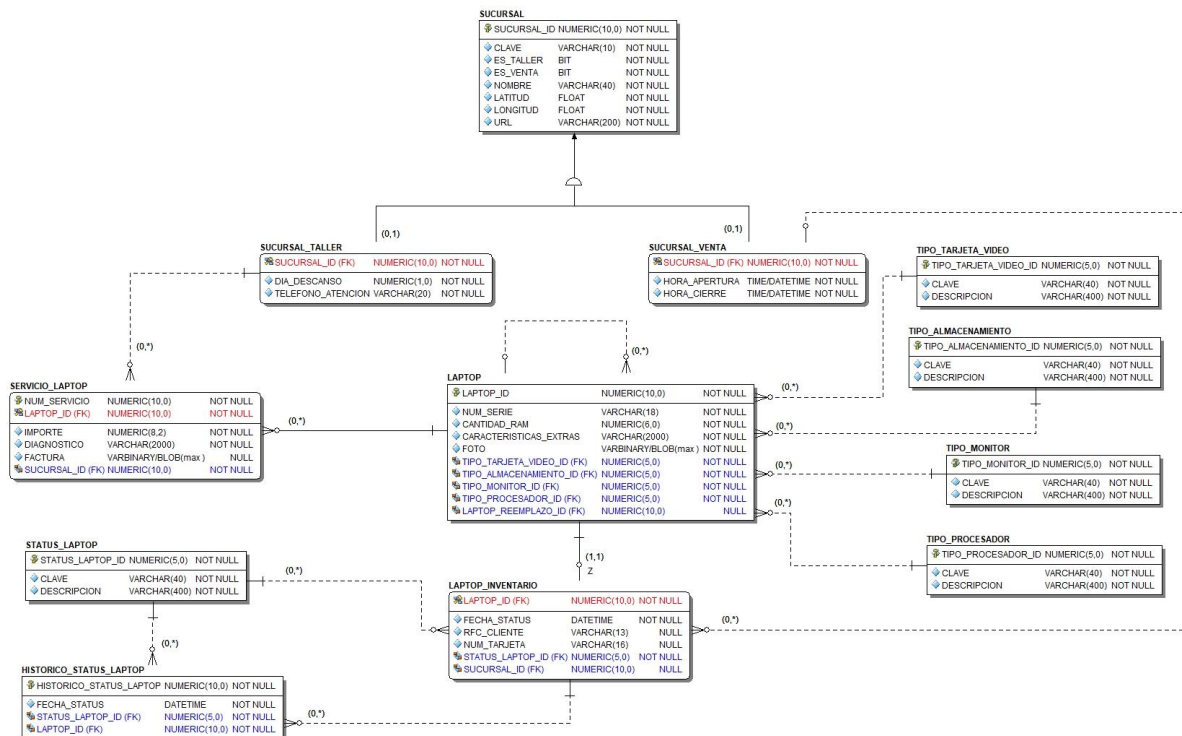 SUCURSAL
SUCURSAL_ID NUMERIC(10,0) NOT NULL
CLAVE VARCHAR(10) NOT NULL
ES_TALLER BIT NOT NULL
ES_VENTA BIT NOT NULL
NOMBRE VARCHAR(40) NOT NULL
LATITUD FLOAT NOT NULL
LONGITUD FLOAT NOT NULL
URL VARCHAR(200) NOT NULL
(0,1)
(0,1)
SUCURSAL_TALLER
SUCURSAL_ID (FK) NUMERIC(10,0) NOT NULL
DIA_DESCANSO NUMERIC(1,0) NOT NULL
TELEFONO_ATENCION VARCHAR(20) NOT NULL
SUCURSAL_VENTA
SUCURSAL_ID (FK) NUMERIC(10,0) NOT NULL
HORA_APERTURA TIME/DATETIME NOT NULL
HORA_CIERRE TIME/DATETIME NOT NULL
TIPO_TARJETA_VIDEO
TIPO_TARJETA_VIDEO_ID NUMERIC(5,0) NOT NULL
CLAVE VARCHAR(40) NOT NULL
DESCRIPCION VARCHAR(400) NOT NULL
TIPO_ALMACENAMIENTO
TIPO_ALMACENAMIENTO_ID NUMERIC(5,0) NOT NULL
CLAVE VARCHAR(40) NOT NULL
DESCRIPCION VARCHAR(400) NOT NULL
(0,*)
(0,*)
SERVICIO_LAPTOP
NUM_SERVICIO NUMERIC(10,0) NOT NULL
LAPTOP_ID (FK) NUMERIC(10,0) NOT NULL
IMPORTE NUMERIC(8,2) NOT NULL
DIAGNOSTICO VARCHAR(2000) NOT NULL
FACTURA VARBINARY/BLOB(max) NULL
SUCURSAL_ID (FK) NUMERIC(10,0) NOT NULL
(0,*)
LAPTOP
LAPTOP_ID NUMERIC(10,0) NOT NULL
NUM_SERIE VARCHAR(18) NOT NULL
CANTIDAD_RAM NUMERIC(6,0) NOT NULL
CARACTERISTICAS_EXTRAS VARCHAR(2000) NOT NULL
FOTO VARBINARY/BLOB(max) NOT NULL
TIPO_TARJETA_VIDEO_ID (FK) NUMERIC(5,0) NOT NULL
TIPO_ALMACENAMIENTO_ID (FK) NUMERIC(5,0) NOT NULL
TIPO_MONITOR_ID (FK) NUMERIC(5,0) NOT NULL
TIPO_PROCESADOR_ID (FK) NUMERIC(5,0) NOT NULL
LAPTOP_REEMPLAZO_ID (FK) NUMERIC(10,0) NULL
(0,*)
(0,*)
(0,*)
(0,*)
TIPO_MONITOR
TIPO_MONITOR_ID NUMERIC(5,0) NOT NULL
CLAVE VARCHAR(40) NOT NULL
DESCRIPCION VARCHAR(400) NOT NULL
TIPO_PROCESADOR
TIPO_PROCESADOR_ID NUMERIC(5,0) NOT NULL
CLAVE VARCHAR(40) NOT NULL
DESCRIPCION VARCHAR(400) NOT NULL
STATUS_LAPTOP
STATUS_LAPTOP_ID NUMERIC(5,0) NOT NULL
CLAVE VARCHAR(40) NOT NULL
DESCRIPCION VARCHAR(400) NOT NULL
(0,*)
(1,1)
Z
LAPTOP_INVENTARIO
LAPTOP_ID (FK) NUMERIC(10,0) NOT NULL
FECHA_STATUS DATETIME NOT NULL
RFC_CLIENTE VARCHAR(13) NULL
NUM_TARJETA VARCHAR(16) NULL
STATUS_LAPTOP_ID (FK) NUMERIC(5,0) NOT NULL
SUCURSAL_ID (FK) NUMERIC(10,0) NULL
(0,*)
(0,*)
HISTORICO_STATUS_LAPTOP
HISTORICO_STATUS_LAPTOP NUMERIC(10,0) NOT NULL
FECHA_STATUS DATETIME NOT NULL
STATUS_LAPTOP_ID (FK) NUMERIC(5,0) NOT NULL
LAPTOP_ID (FK) NUMERIC(10,0) NOT NULL
(0,*)